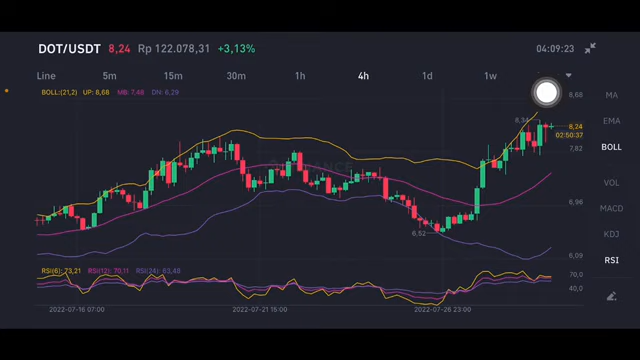 DOT/USDT 8,24 Rp 122.078,31 +3,13% 04:09:23
Line 5m 15m 30m 1h 4h 1d 1w
BOLL:(21,2) UP: 8,68 MB: 7,48 DN: 6,29
8,68
MA
8,34
EMA
8,24
02:50:37
BOLL
7,82
VOL
6,96
MACD
6,52
KDJ
6,09
RSI
RSI(6): 73,21 RSI(12): 70,11 RSI(24): 63,48
70,0
40,0
2022-07-16 07:00 2022-07-21 15:00 2022-07-26 23:00